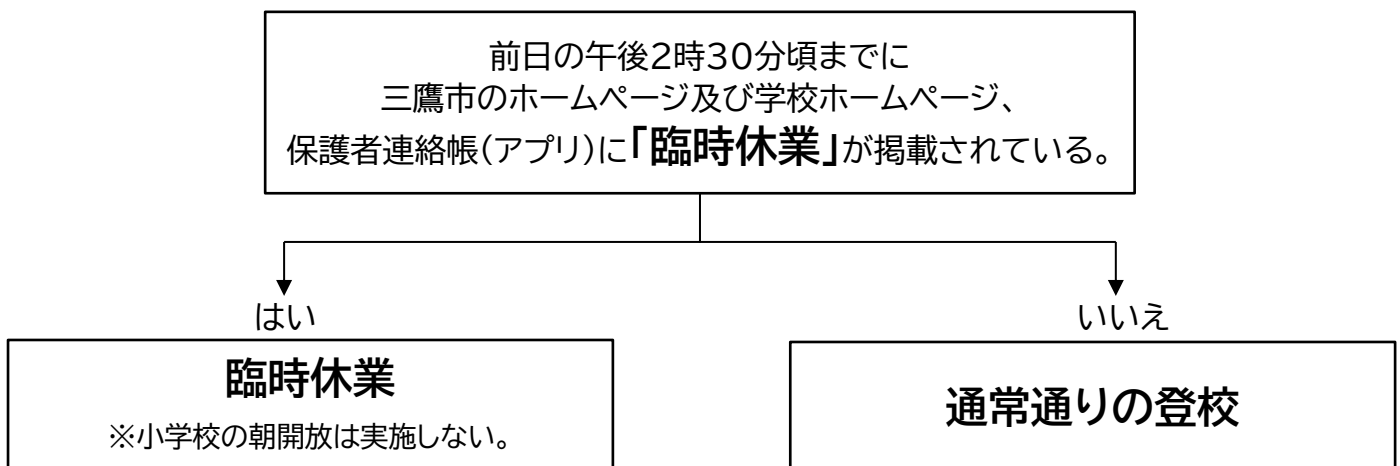 前日の午後2時30分頃までに
三鷹市のホームページ及び学校ホームページ、
保護者連絡帳(アプリ)に「臨時休業」が掲載されている。
はい
いいえ
臨時休業
※小学校の朝開放は実施しない。
通常通りの登校